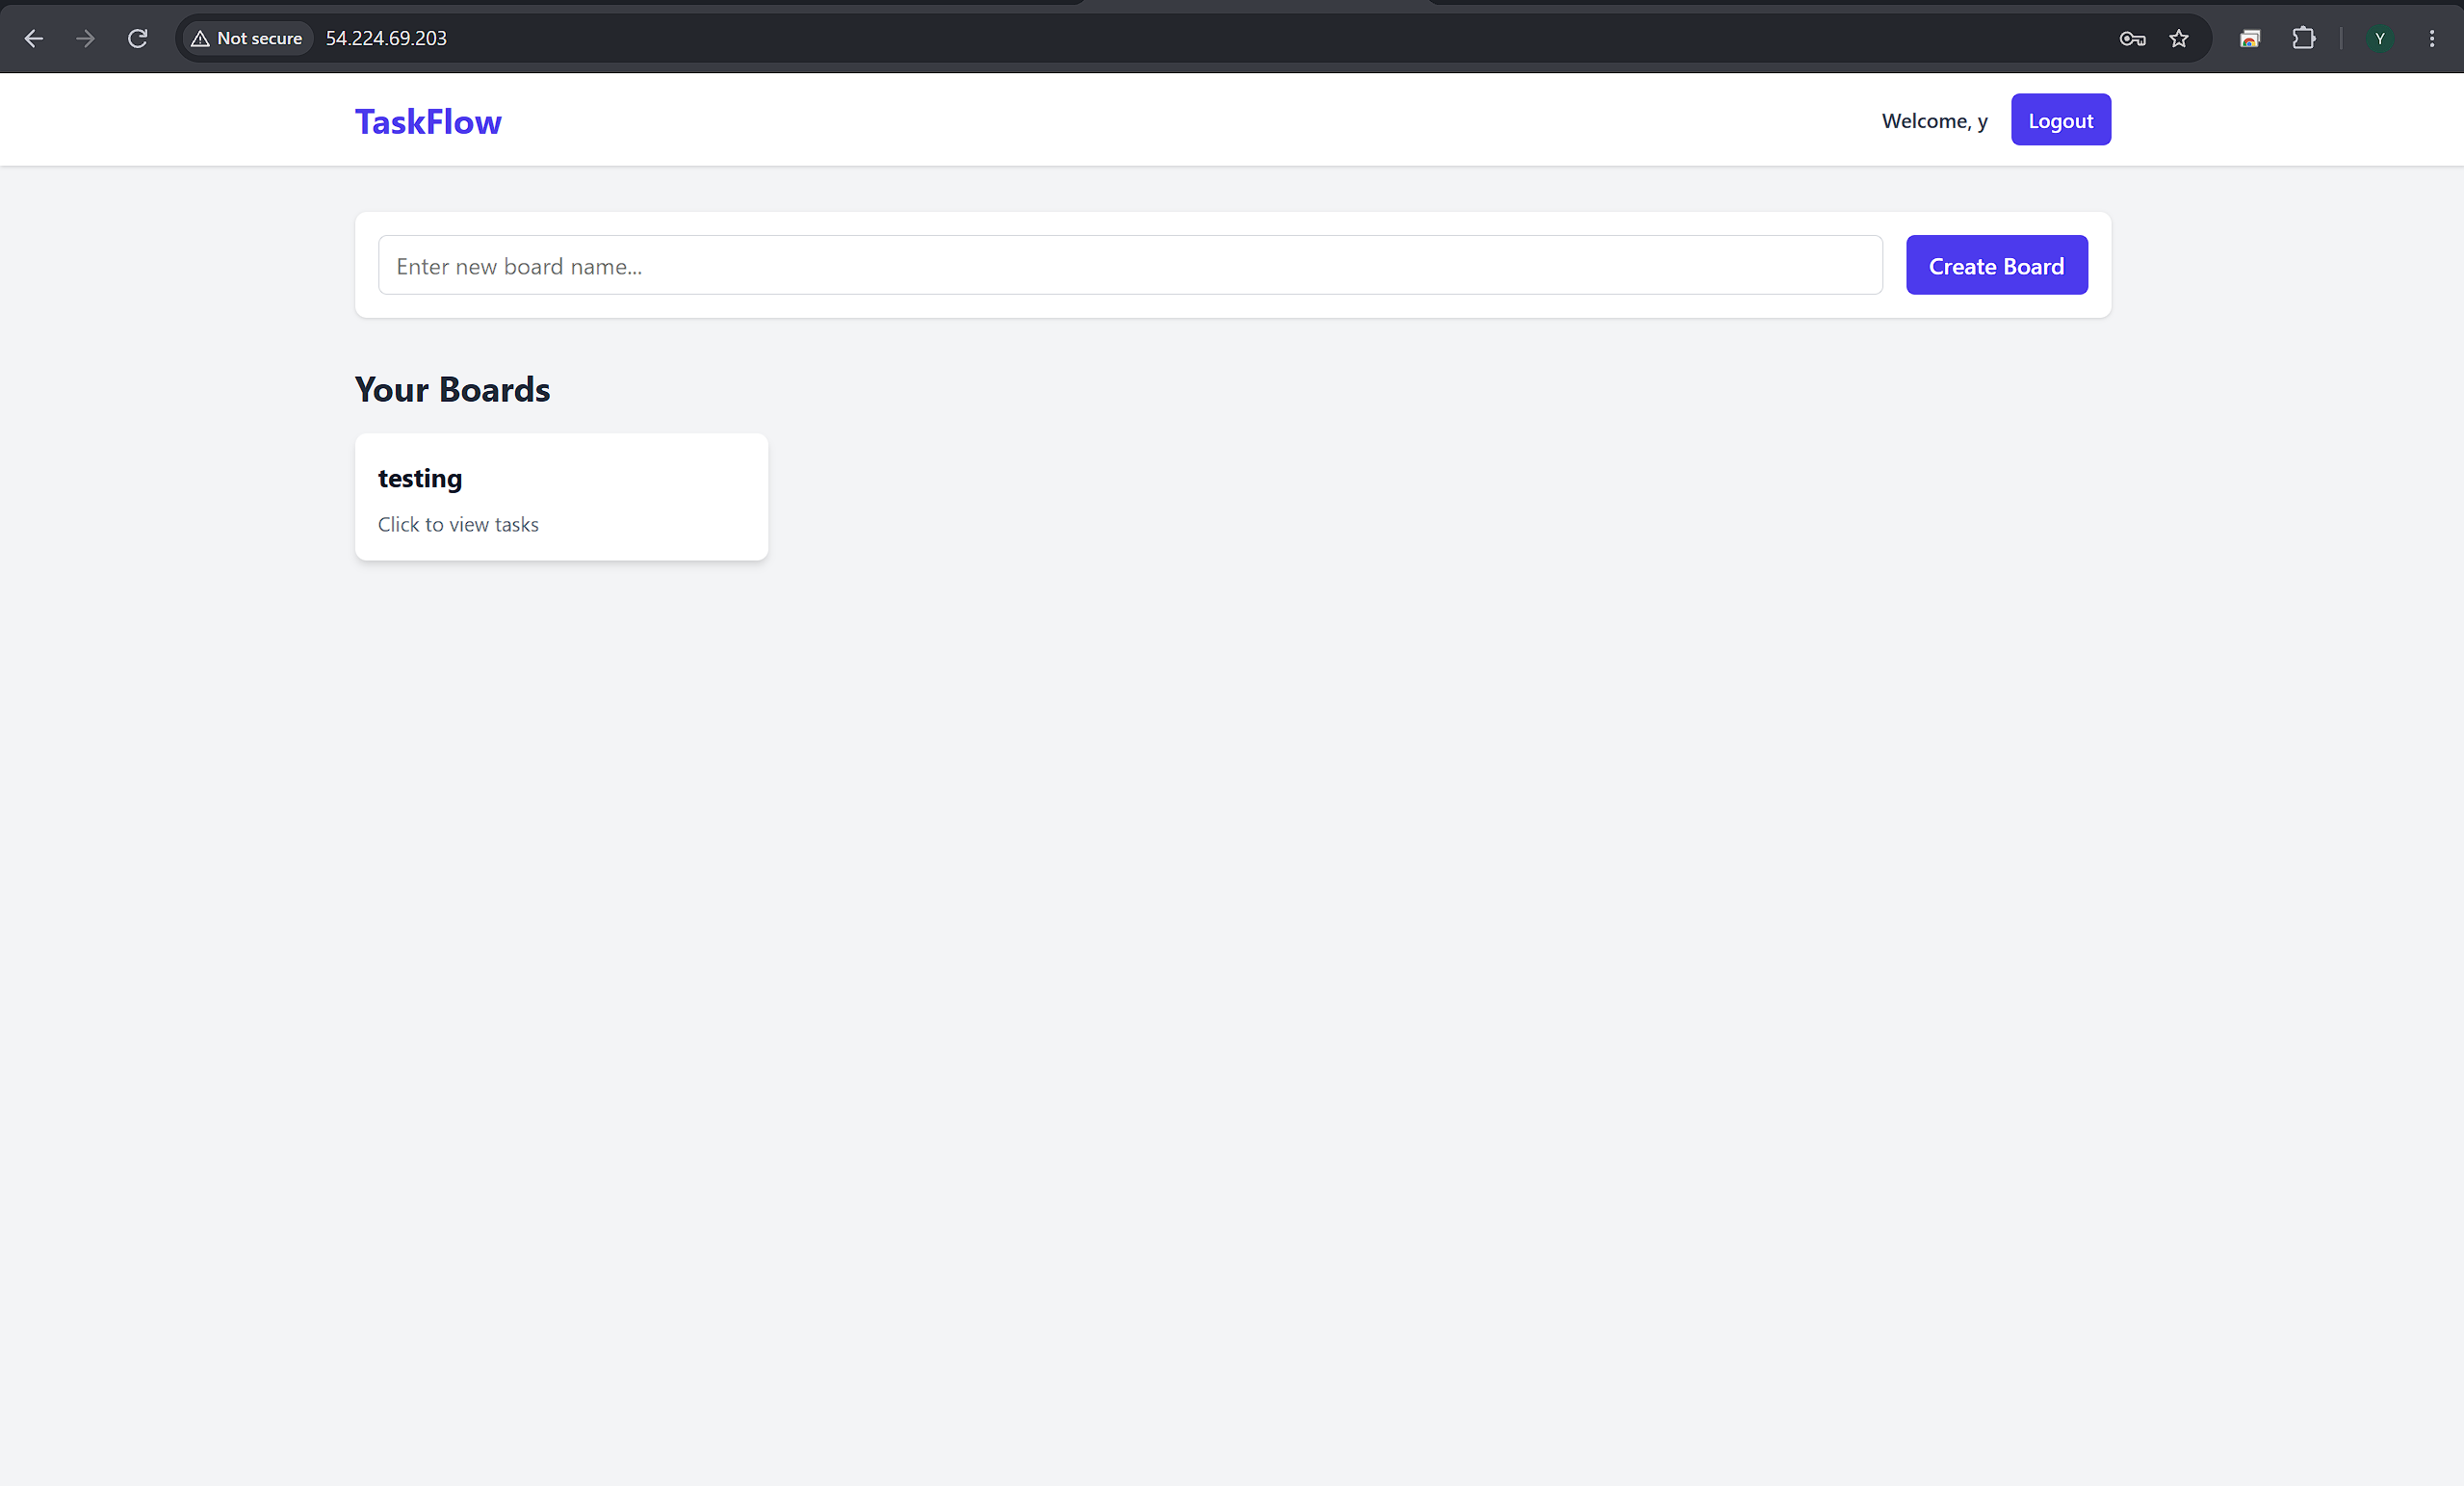 Not secure 54.224.69.203
Y
TaskFlow
Welcome, y Logout
Enter new board name...
Create Board
Your Boards
testing
Click to view tasks